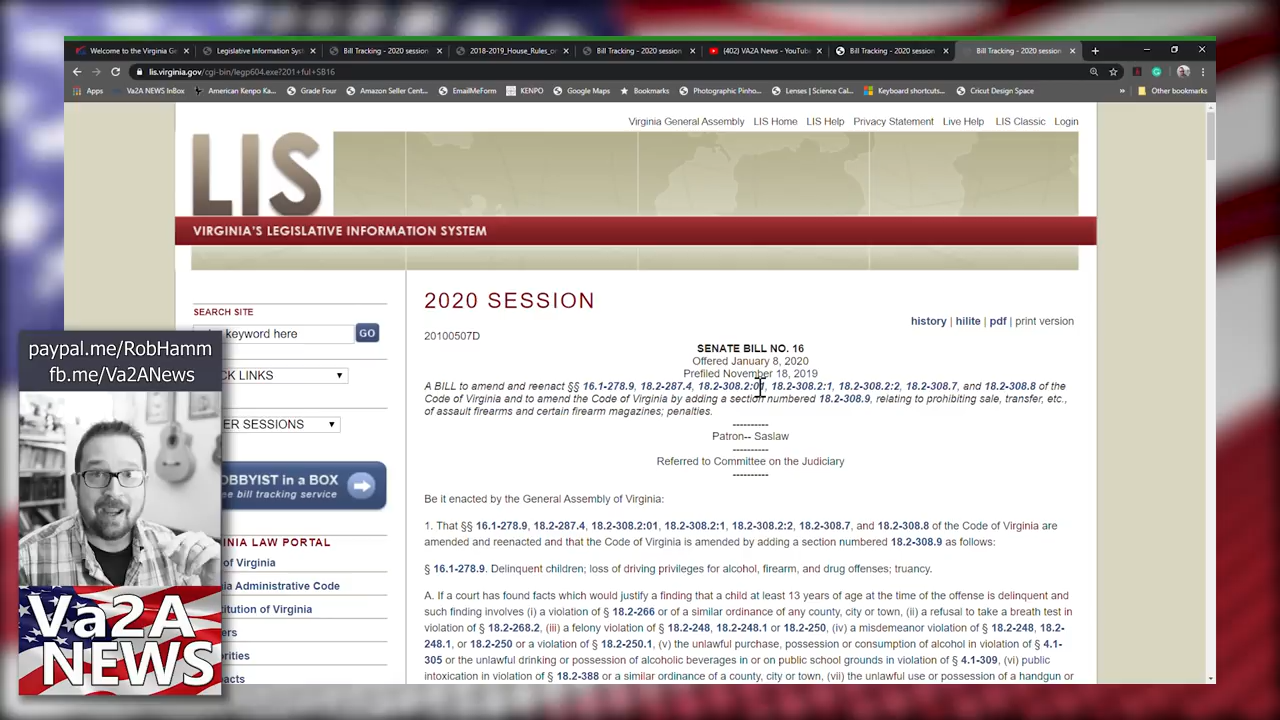 Welcome to the Virginia Ge
Legislative Information Syst
Bill Tracking - 2020 session
2018-2019_House_Rules_or
Bill Tracking - 2020 session
(402) VA2A News - YouTube
Bill Tracking - 2020 session
Bill Tracking - 2020 session
lis.virginia.gov/cgi-bin/legp604.exe?201+ful+SB16
Apps
Va2A NEWS InBox
American Kenpo Ka...
Grade Four
Amazon Seller Cent...
EmailMeForm
KENPO
Google Maps
Bookmarks
Photographic Pinho...
Lenses | Science Cal...
Keyboard shortcuts...
Cricut Design Space
»
Other bookmarks
Virginia General Assembly LIS Home LIS Help Privacy Statement Live Help LIS Classic Login
LIS
VIRGINIA'S LEGISLATIVE INFORMATION SYSTEM
SEARCH SITE
keyword here GO
CK LINKS
ER SESSIONS
OBBYIST in a BOX
ee bill tracking service
INIA LAW PORTAL
of Virginia
ia Administrative Code
titution of Virginia
ers
orities
pacts
2020 SESSION
history | hilite | pdf | print version
20100507D
SENATE BILL NO. 16
Offered January 8, 2020
Prefiled November 18, 2019
A BILL to amend and reenact §§ 16.1-278.9, 18.2-287.4, 18.2-308.2:01, 18.2-308.2:1, 18.2-308.2:2, 18.2-308.7, and 18.2-308.8 of the
Code of Virginia and to amend the Code of Virginia by adding a section numbered 18.2-308.9, relating to prohibiting sale, transfer, etc.,
of assault firearms and certain firearm magazines; penalties.
----------
Patron-- Saslaw
----------
Referred to Committee on the Judiciary
----------
Be it enacted by the General Assembly of Virginia:
1. That §§ 16.1-278.9, 18.2-287.4, 18.2-308.2:01, 18.2-308.2:1, 18.2-308.2:2, 18.2-308.7, and 18.2-308.8 of the Code of Virginia are
amended and reenacted and that the Code of Virginia is amended by adding a section numbered 18.2-308.9 as follows:
§ 16.1-278.9. Delinquent children; loss of driving privileges for alcohol, firearm, and drug offenses; truancy.
A. If a court has found facts which would justify a finding that a child at least 13 years of age at the time of the offense is delinquent and
such finding involves (i) a violation of § 18.2-266 or of a similar ordinance of any county, city or town, (ii) a refusal to take a breath test in
violation of § 18.2-268.2, (iii) a felony violation of § 18.2-248, 18.2-248.1 or 18.2-250, (iv) a misdemeanor violation of § 18.2-248, 18.2-
248.1, or 18.2-250 or a violation of § 18.2-250.1, (v) the unlawful purchase, possession or consumption of alcohol in violation of § 4.1-
305 or the unlawful drinking or possession of alcoholic beverages in or on public school grounds in violation of § 4.1-309, (vi) public
intoxication in violation of § 18.2-388 or a similar ordinance of a county, city or town, (vii) the unlawful use or possession of a handgun or
paypal.me/RobHamm
fb.me/Va2ANews
Va2A
NEWS